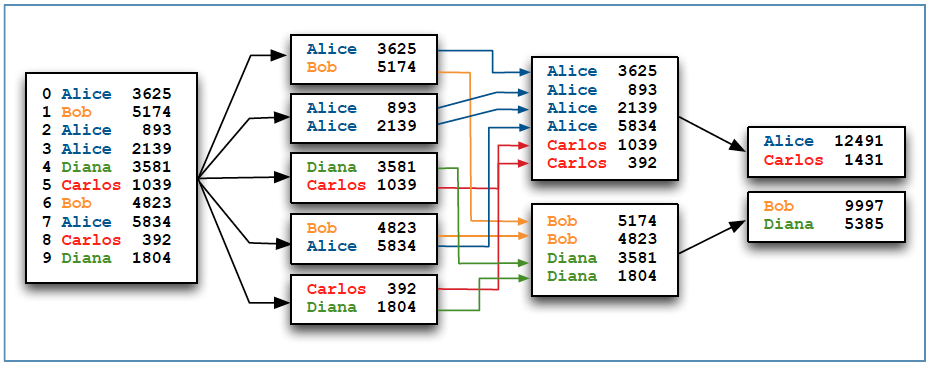 0 Alice 3625
1 Bob 5174
2 Alice 893
3 Alice 2139
4 Diana 3581
5 Carlos 1039
6 Bob 4823
7 Alice 5834
8 Carlos 392
9 Diana 1804
Alice 3625
Bob 5174
Alice 893
Alice 2139
Diana 3581
Carlos 1039
Bob 4823
Alice 5834
Carlos 392
Diana 1804
Alice 3625
Alice 893
Alice 2139
Alice 5834
Carlos 1039
Carlos 392
Bob 5174
Bob 4823
Diana 3581
Diana 1804
Alice 12491
Carlos 1431
Bob 9997
Diana 5385